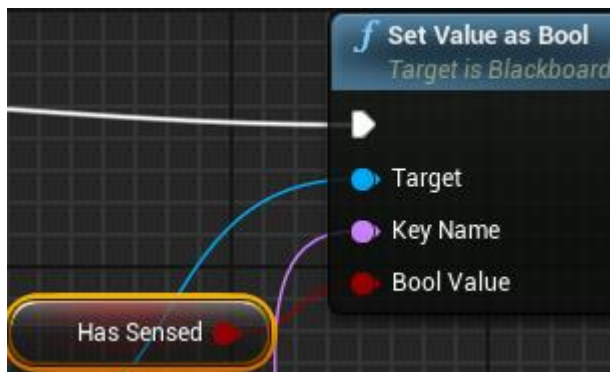 f Set Value as Bool
Target is Blackboard
Target
Key Name
Bool Value
Has Sensed